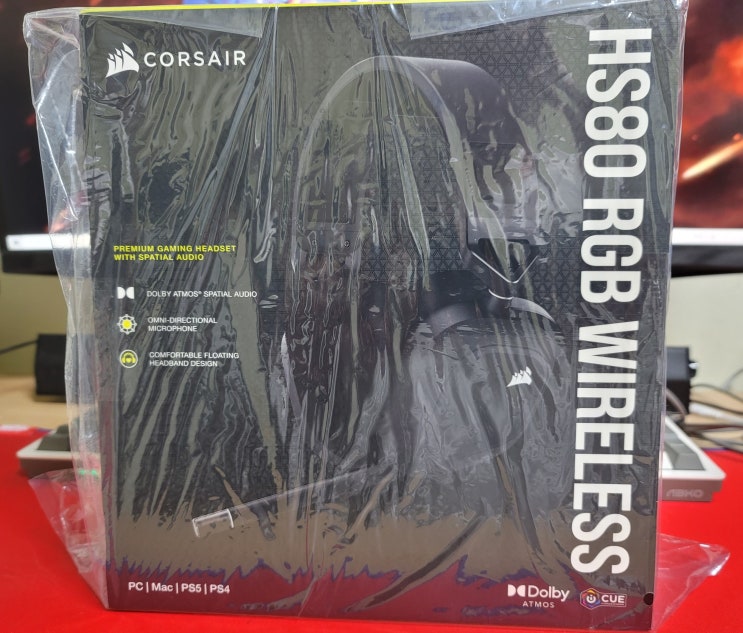 CORSAIR
HS80 RGB WIRELESS
PREMIUM GAMING HEADSET
WITH SPATIAL AUDIO
DOLBY ATMOS® SPATIAL AUDIO
OMNI-DIRECTIONAL
MICROPHONE
COMFORTABLE FLOATING
HEADBAND DESIGN
PC | Mac | PS5 | PS4
Dolby
ATMOS
CUE
ABKO